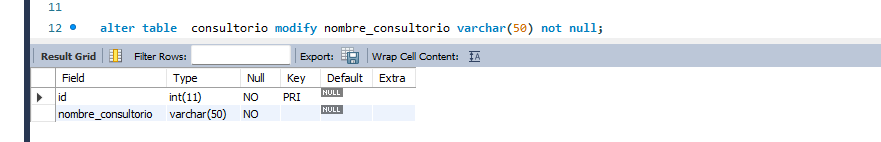 11
12 alter table consultorio modify nombre_consultorio varchar(50) not null;
Result Grid Filter Rows: Export: Wrap Cell Content:
Field Type Null Key Default Extra
id int(11) NO PRI NULL
nombre_consultorio varchar(50) NO NULL